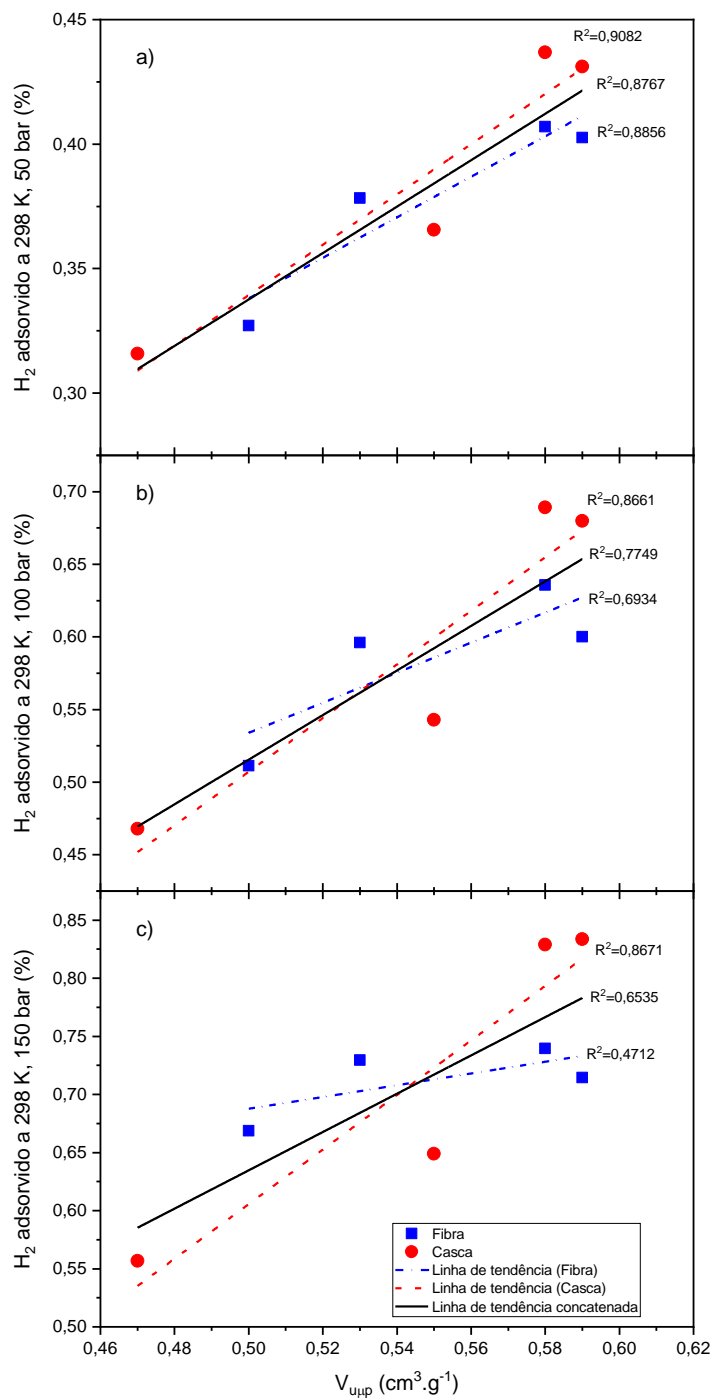 a)
R²=0,9082
R²=0,8767
R²=0,8856
0,45
0,40
0,35
0,30
H₂ adsorvido a 298 K, 50 bar (%)
b)
R²=0,8661
R²=0,7749
R²=0,6934
0,70
0,65
0,60
0,55
0,50
0,45
H₂ adsorvido a 298 K, 100 bar (%)
c)
R²=0,8671
R²=0,6535
R²=0,4712
0,85
0,80
0,75
0,70
0,65
0,60
0,55
0,50
H₂ adsorvido a 298 K, 150 bar (%)
Fibra
Casca
Linha de tendência (Fibra)
Linha de tendência (Casca)
Linha de tendência concatenada
0,46 0,48 0,50 0,52 0,54 0,56 0,58 0,60 0,62
Vuμp (cm³.g⁻¹)